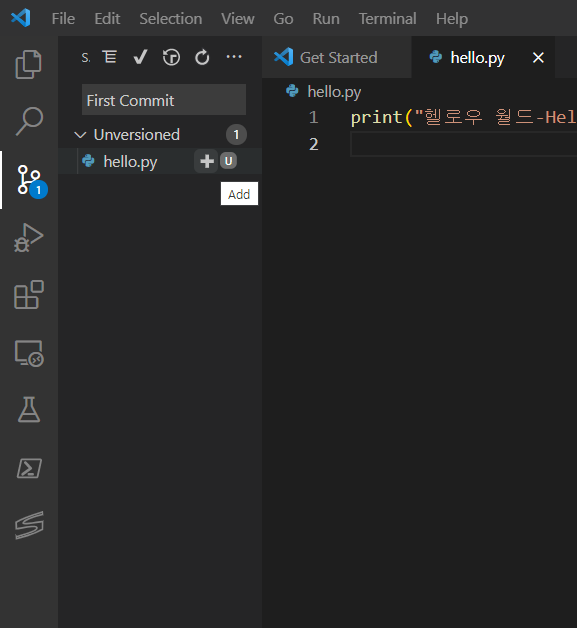 File Edit Selection View Go Run Terminal Help
S.
Get Started
hello.py
First Commit
hello.py
Unversioned 1
1 print("헬로우 월드-Hel
hello.py U
2
1
Add